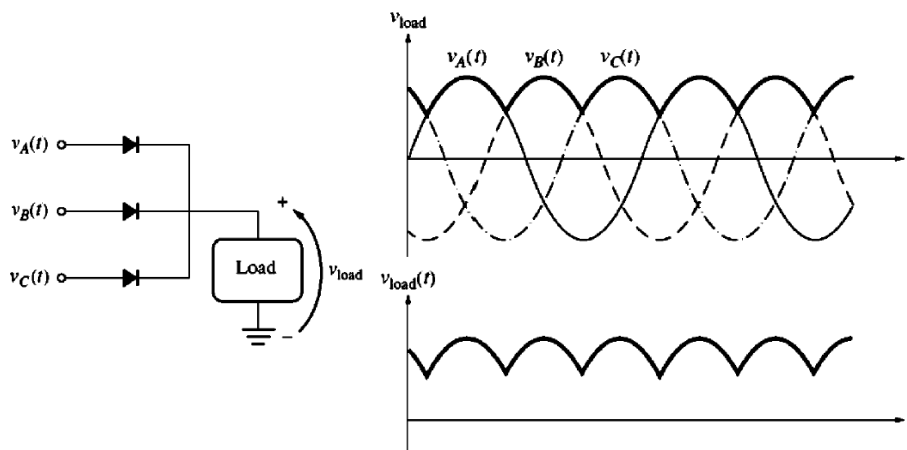 v_A(t)
v_B(t)
v_C(t)
+
Load
v_load
−
v_load
v_A(t) v_B(t) v_C(t)
v_load(t)